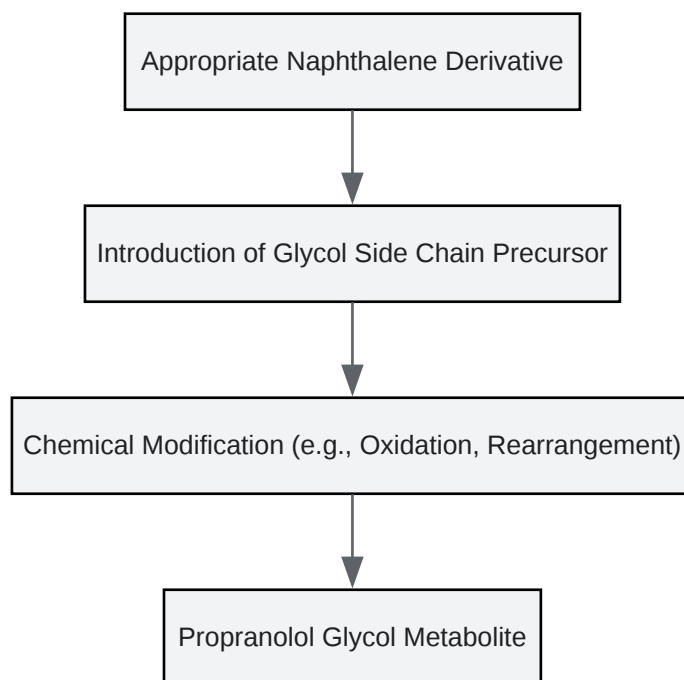 Appropriate Naphthalene Derivative
Introduction of Glycol Side Chain Precursor
Chemical Modification (e.g., Oxidation, Rearrangement)
Propranolol Glycol Metabolite